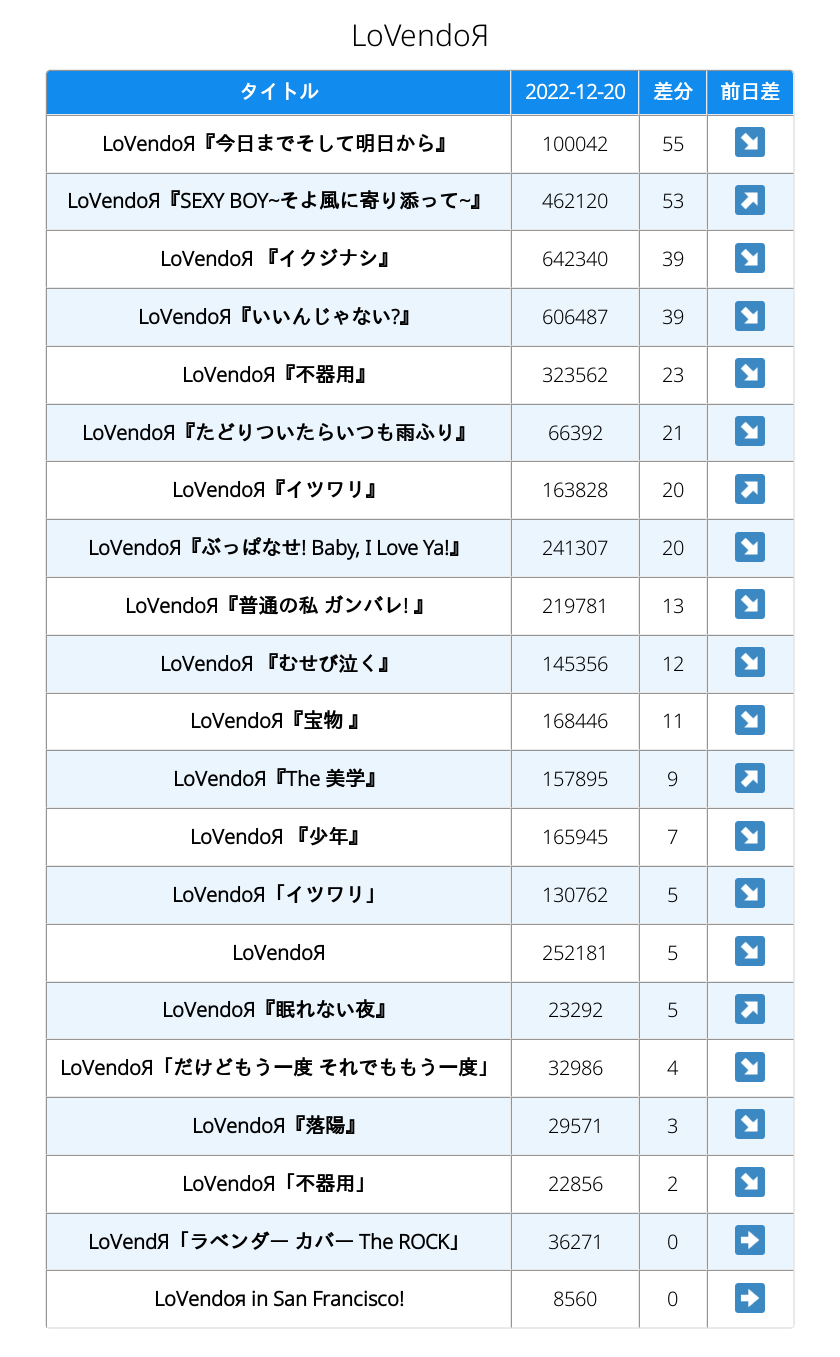 LoVendoЯ
タイトル 2022-12-20 差分 前日差
LoVendoЯ『今日までそして明日から』 100042 55
LoVendoЯ『SEXY BOY~そよ風に寄り添って~』 462120 53
LoVendoЯ 『イクジナシ』 642340 39
LoVendoЯ『いいんじゃない?』 606487 39
LoVendoЯ『不器用』 323562 23
LoVendoЯ『たどりついたらいつも雨ふり』 66392 21
LoVendoЯ『イツワリ』 163828 20
LoVendoЯ『ぶっぱなせ! Baby, I Love Ya!』 241307 20
LoVendoЯ『普通の私 ガンバレ! 』 219781 13
LoVendoЯ 『むせび泣く』 145356 12
LoVendoЯ『宝物 』 168446 11
LoVendoЯ『The 美学』 157895 9
LoVendoЯ 『少年』 165945 7
LoVendoЯ「イツワリ」 130762 5
LoVendoЯ 252181 5
LoVendoЯ『眠れない夜』 23292 5
LoVendoЯ「だけどもう一度 それでももう一度」 32986 4
LoVendoЯ『落陽』 29571 3
LoVendoЯ「不器用」 22856 2
LoVendЯ「ラベンダー カバー The ROCK」 36271 0
LoVendoя in San Francisco! 8560 0